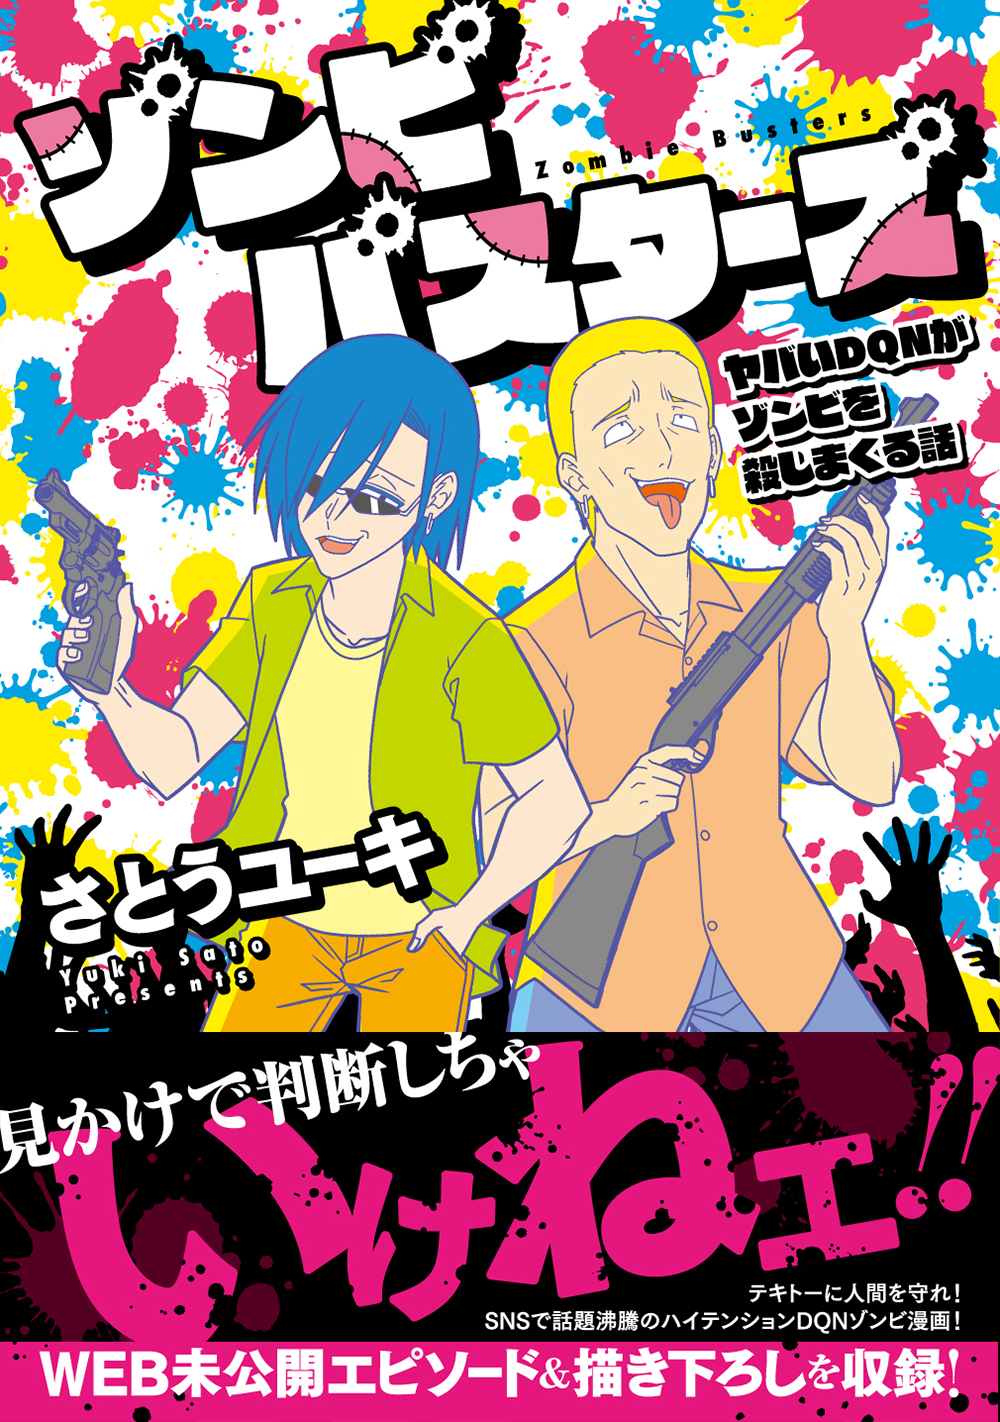 ゾンビ
Zombie Busters
バスターズ
ヤバいDQNが
ゾンビを
殺しまくる話
さとうユーキ
Yuki Sato
Presents
見かけで判断しちゃ
いけねェ!!
テキトーに人間を守れ!
SNSで話題沸騰のハイテンションDQNゾンビ漫画!
WEB未公開エピソード&描き下ろしを収録!